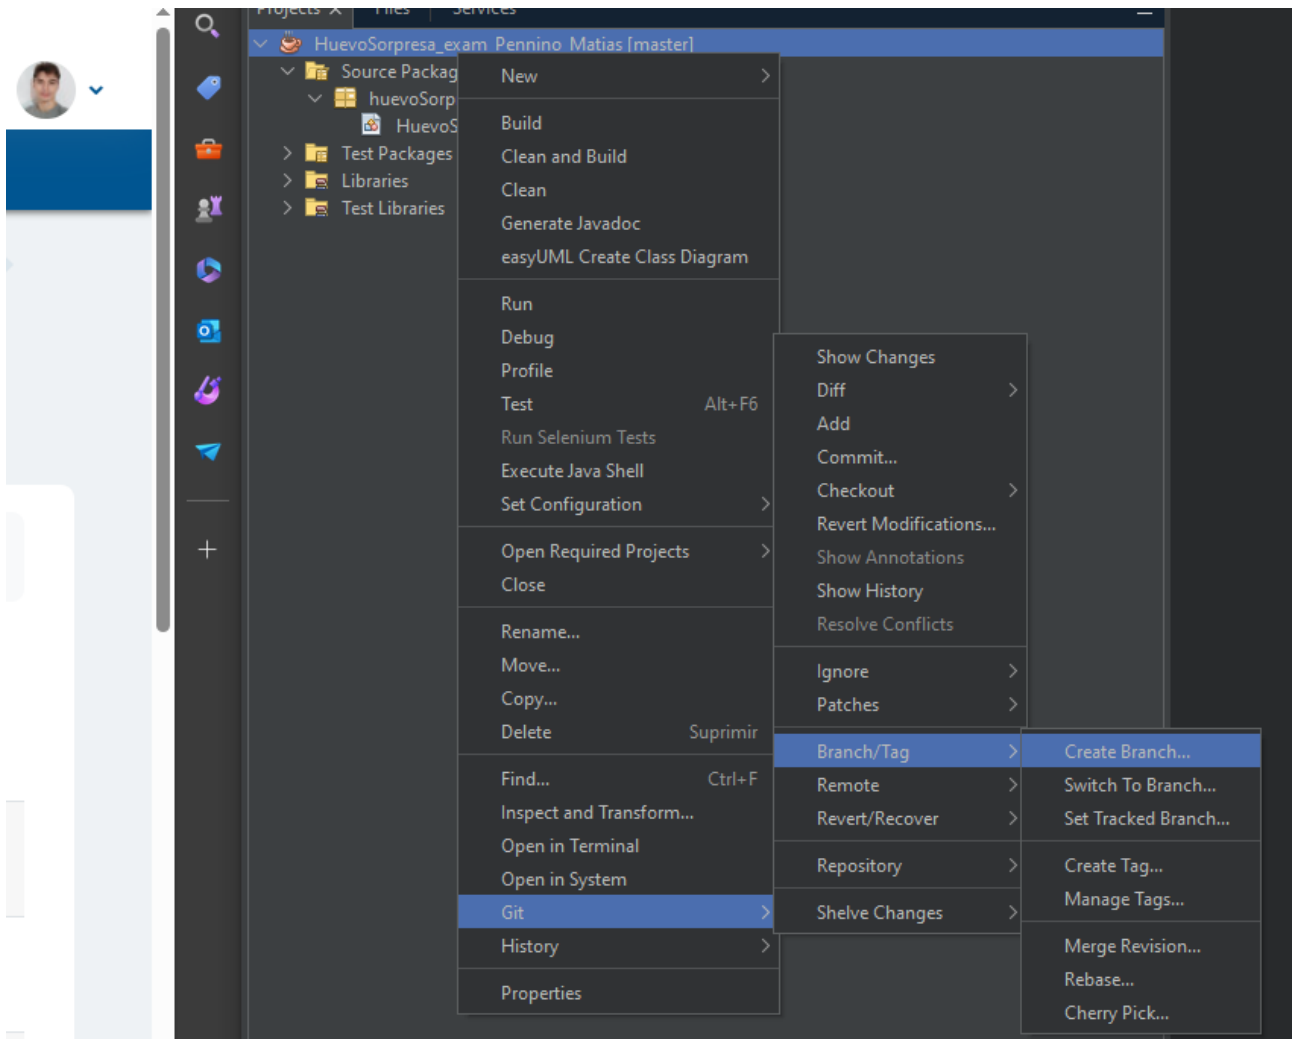 Projects Files Services
HuevoSorpresa_exam_Pennino_Matias [master]
Source Packag
huevoSorp
HuevoS
Test Packages
Libraries
Test Libraries
New
Build
Clean and Build
Clean
Generate Javadoc
easyUML Create Class Diagram
Run
Debug
Profile
Test Alt+F6
Run Selenium Tests
Execute Java Shell
Set Configuration
Open Required Projects
Close
Rename...
Move...
Copy...
Delete Suprimir
Find... Ctrl+F
Inspect and Transform...
Open in Terminal
Open in System
Git
History
Properties
Show Changes
Diff
Add
Commit...
Checkout
Revert Modifications...
Show Annotations
Show History
Resolve Conflicts
Ignore
Patches
Branch/Tag
Remote
Revert/Recover
Repository
Shelve Changes
Create Branch...
Switch To Branch...
Set Tracked Branch...
Create Tag...
Manage Tags...
Merge Revision...
Rebase...
Cherry Pick...